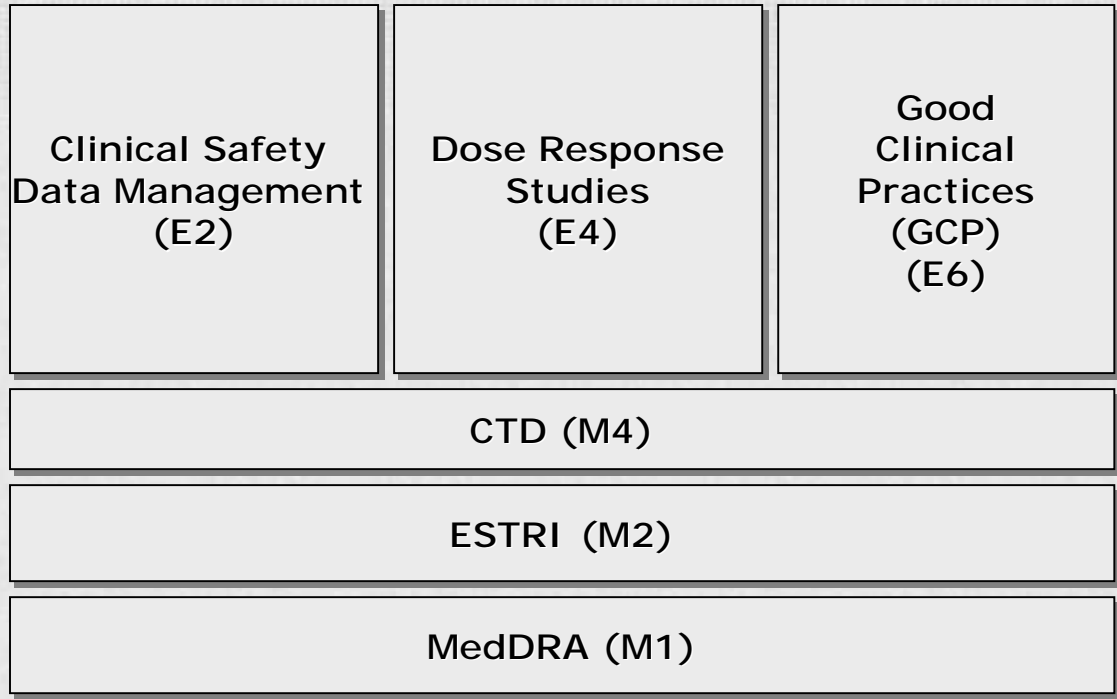 Clinical Safety
Data Management
(E2)
Dose Response
Studies
(E4)
Good
Clinical
Practices
(GCP)
(E6)
CTD (M4)
ESTRI (M2)
MedDRA (M1)